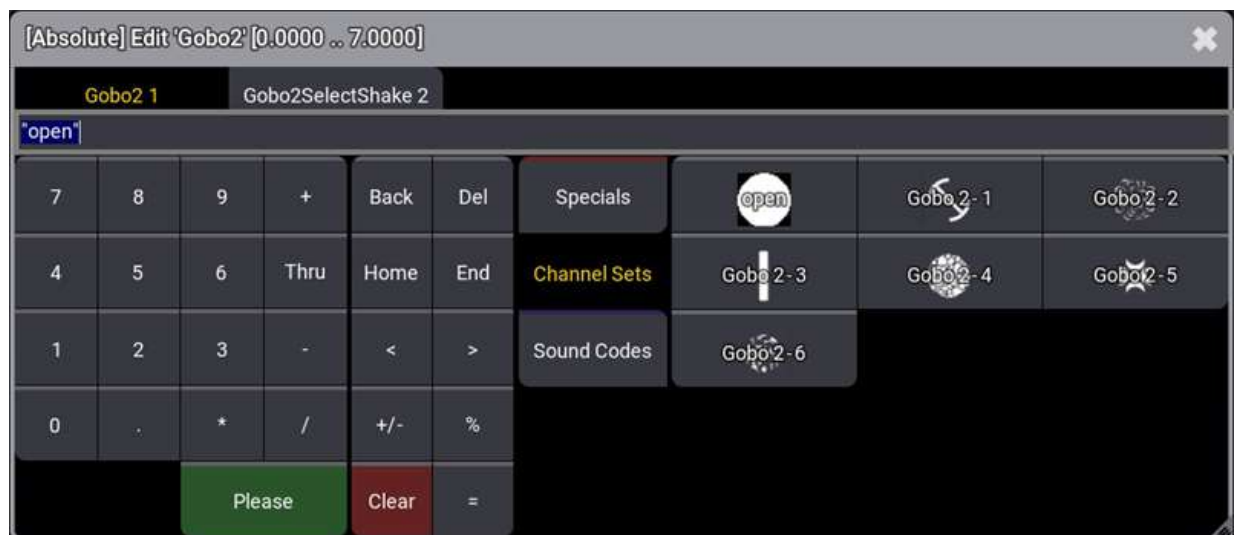 [Absolute] Edit 'Gobo2' [0.0000 .. 7.0000]
Gobo2 1 Gobo2SelectShake 2
"open"
7 8 9 + Back Del Specials open Gobo 2 - 1 Gobo 2 - 2
4 5 6 Thru Home End Channel Sets Gobo 2 - 3 Gobo 2 - 4 Gobo 2 - 5
1 2 3 - < > Sound Codes Gobo 2 - 6
0 . * / +/- %
Please Clear =